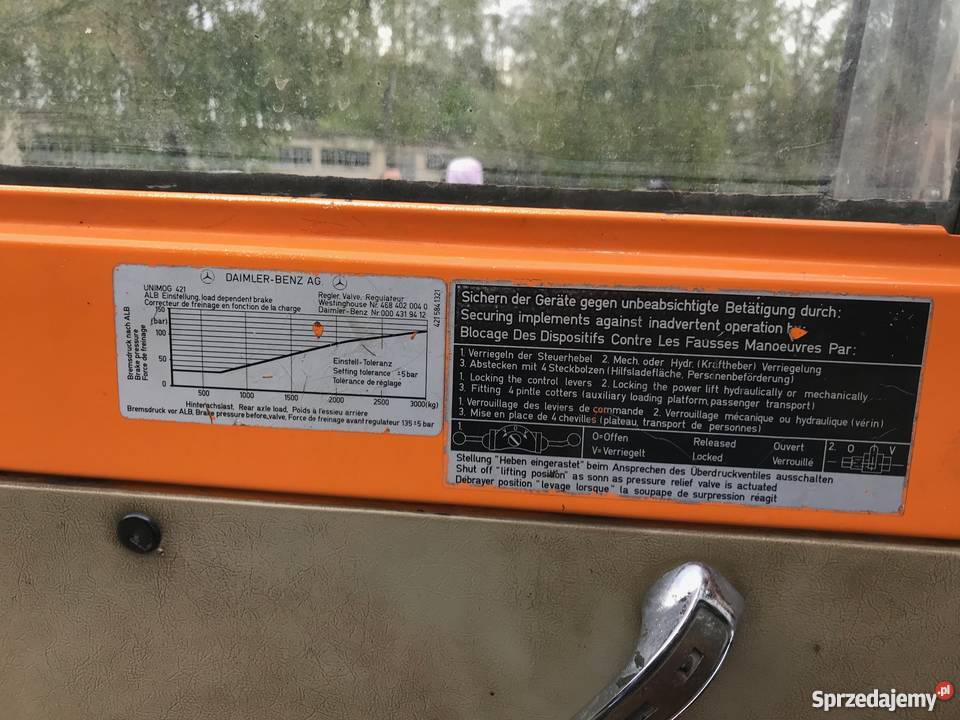 DAIMLER-BENZ AG
UNIMOG 421
ALB Einstellung, load dependent brake
Correcteur de freinage en fonction de la charge
Regler, Valve, Regulateur
Westinghouse Nr. 468 402 004 0
Daimler-Benz Nr. 000 431 94 12
421 584 1321
Bremsdruck nach ALB
Brake pressure
Force de freinage
150
(bar)
100
50
0
500
1000
1500
2000
2500
3000(kg)
Einstell-Toleranz
Setting tolerance ±5bar
Tolérance de réglage
Hinterachslast, Rear axle load, Poids à l'essieu arrière
Bremsdruck vor ALB, Brake pressure before valve, Force de freinage avant regulateur 135±5 bar
Sichern der Geräte gegen unbeabsichtigte Betätigung durch:
Securing implements against inadvertent operation
Blocage Des Dispositifs Contre Les Fausses Manoeuvres Par:
1. Verriegeln der Steuerhebel 2. Mech. oder Hydr. (Kraftheber) Verriegelung
3. Abstecken mit 4 Steckbolzen (Hilfsladefläche, Personenbeförderung)
1. Locking the control levers 2. Locking the power lift hydraulically or mechanically
3. Fitting 4 pintle cotters (auxiliary loading platform, passenger transport)
1. Verrouillage des leviers de commande 2. Verrouillage mécanique ou hydraulique (vérin)
3. Mise en place de 4 chevilles (plateau, transport de personnes)
1.
O=Offen Released Ouvert
V=Verriegelt Locked Verrouillé
2. O V
Stellung "Heben eingerastet" beim Ansprechen des Überdruckventiles ausschalten
Shut off "lifting position" as sonn as pressure relief valve is actuated
Débrayer position "levage lorsque" la soupape de surpression réagit
Sprzedajemy.pl